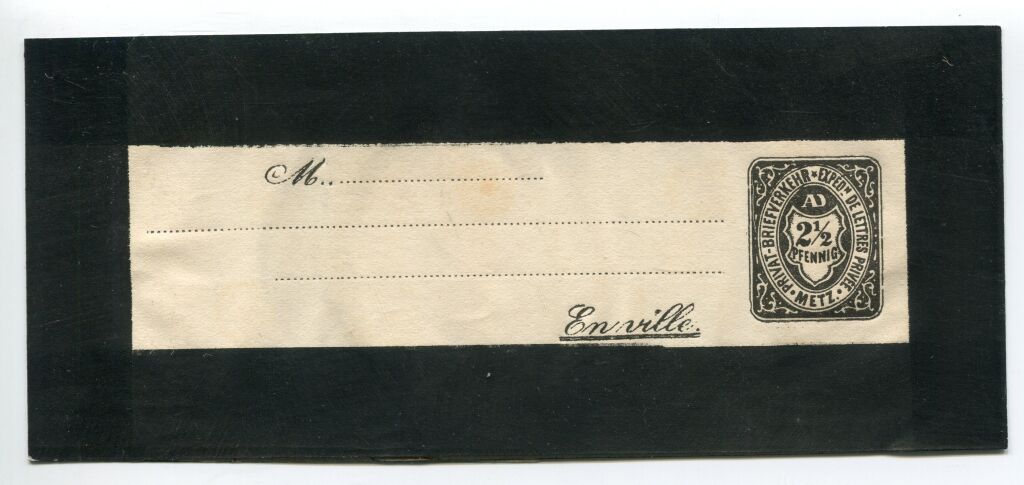 M..
En ville.
PRIVAT-BRIEFVERKEHR * EXPEDN DE LETTRES PRIVÉE
AD
2½
PFENNIG
• METZ. •